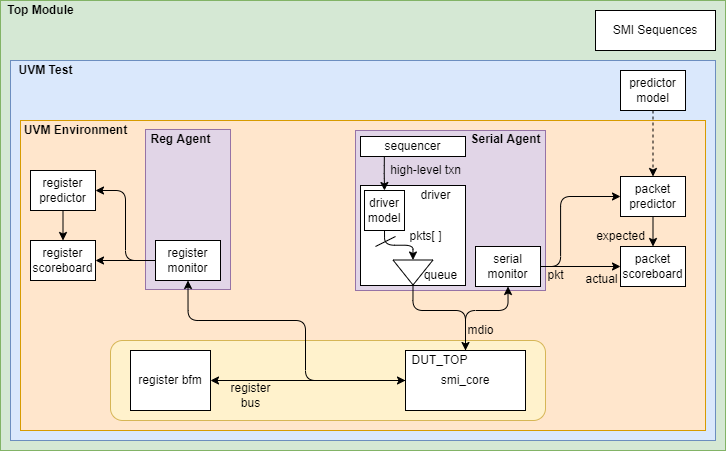 Top Module
SMI Sequences
UVM Test
predictor
model
UVM Environment
Reg Agent
Serial Agent
sequencer
high-level txn
register
predictor
driver
model
driver
packet
predictor
pkts[ ]
expected
register
scoreboard
register
monitor
queue
serial
monitor
pkt
actual
packet
scoreboard
mdio
DUT_TOP
register bfm
register
bus
smi_core